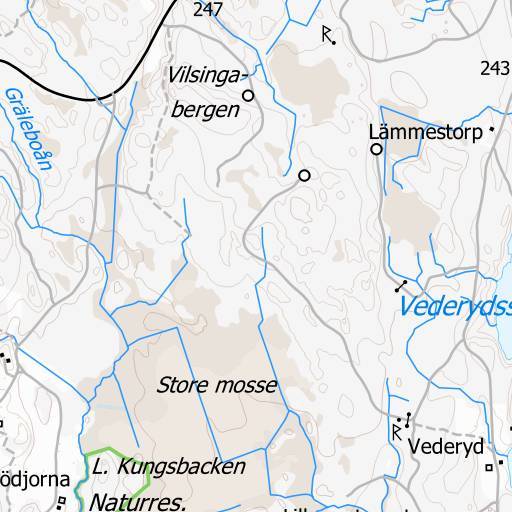 247
R
243
Vilsinga-
bergen
Gräleboån
Lämmestorp
Vederydss
Store mosse
R
Vederyd
L. Kungsbacken
ödjorna
Naturres.